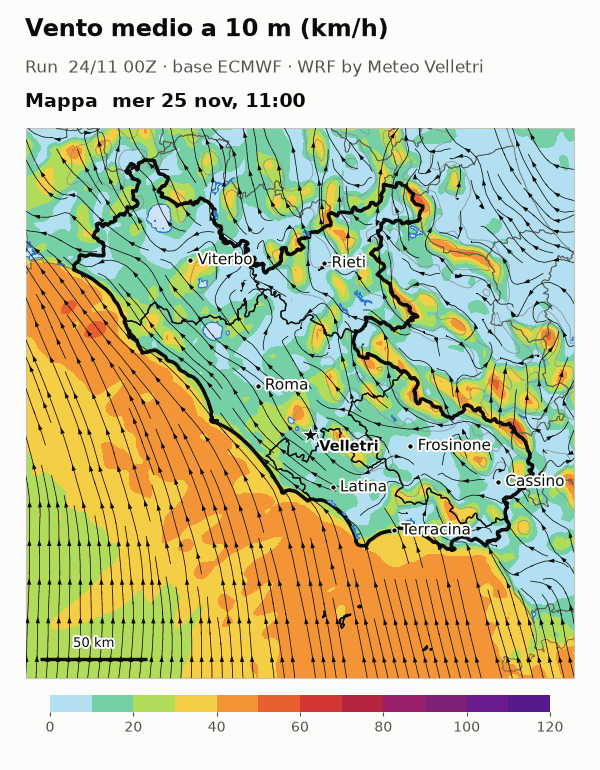 Vento medio a 10 m (km/h)
Run  24/11 00Z · base ECMWF · WRF by Meteo Velletri
Mappa  mer 25 nov, 11:00
Viterbo
Rieti
Roma
Velletri
Frosinone
Cassino
Latina
Terracina
50 km
0 20 40 60 80 100 120